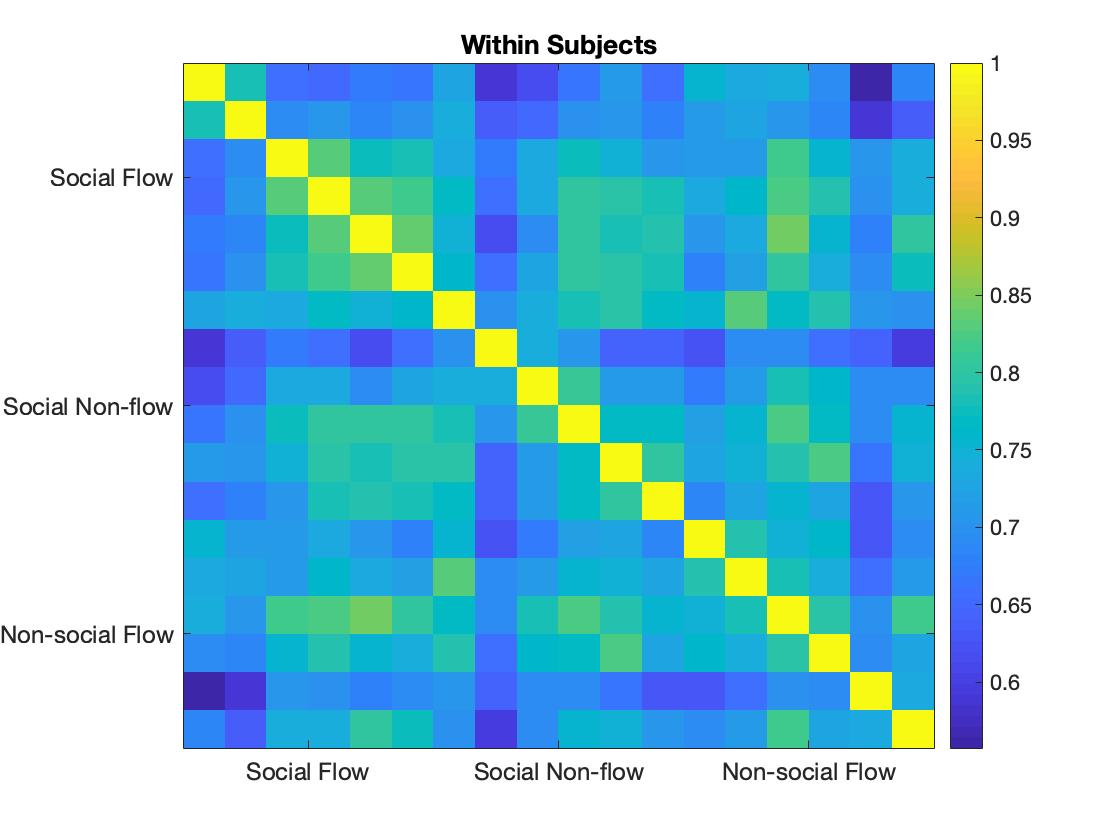 Within Subjects
Social Flow
Social Non-flow
Non-social Flow
Social Flow
Social Non-flow
Non-social Flow
1
0.95
0.9
0.85
0.8
0.75
0.7
0.65
0.6